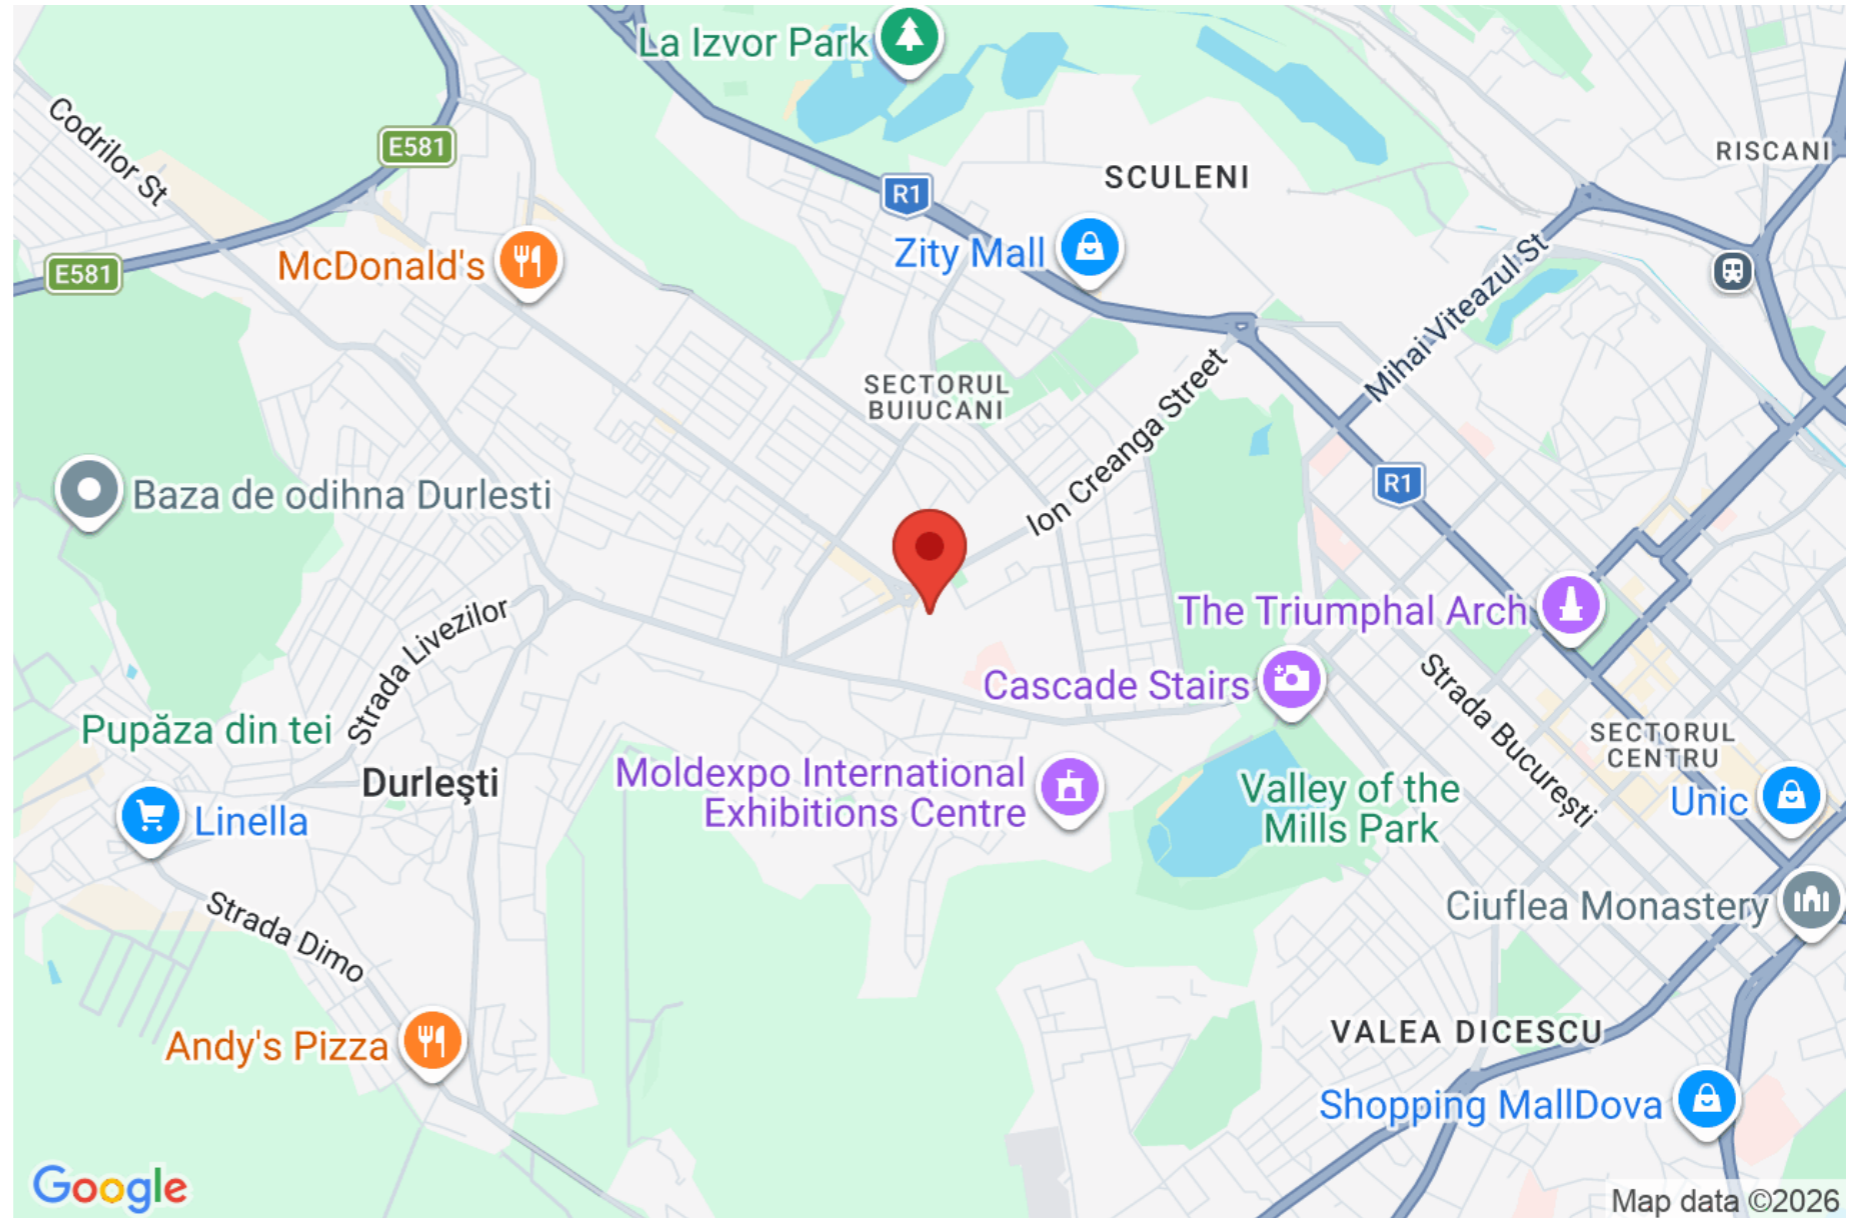 La Izvor Park
Codrilor St
E581
RISCANI
SCULENI
R1
Zity Mall
McDonald's
E581
Mihai Viteazul St
SECTORUL
BUIUCANI
Ion Creanga Street
R1
Baza de odihna Durlesti
Strada Livezilor
The Triumphal Arch
Cascade Stairs
Strada București
Pupăza din tei
SECTORUL
CENTRU
Durleşti
Moldexpo International
Exhibitions Centre
Valley of the
Mills Park
Unic
Linella
Ciuflea Monastery
Strada Dimo
VALEA DICESCU
Andy's Pizza
Shopping MallDova
Google
Map data ©2026